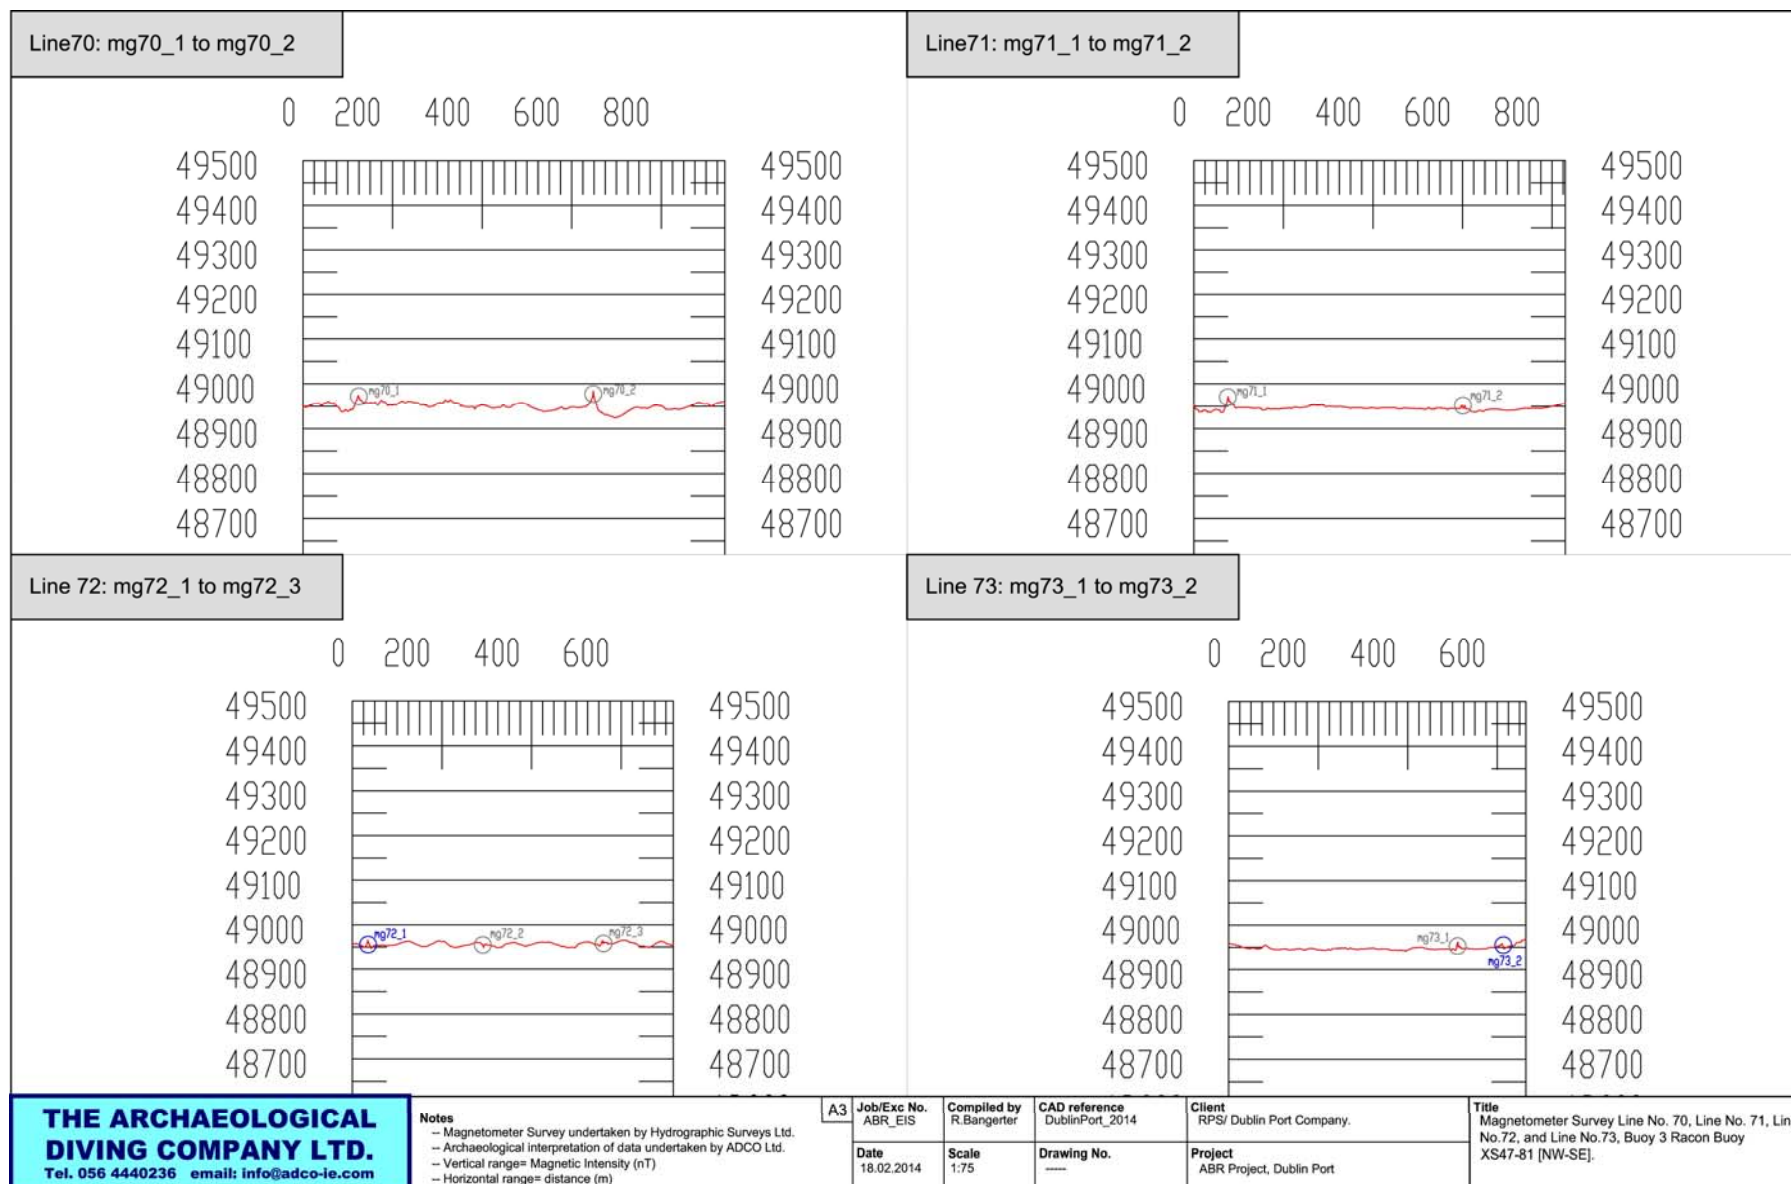 Line70: mg70_1 to mg70_2
0 200 400 600 800
49500 49500
49400 49400
49300 49300
49200 49200
49100 49100
49000 mg70_1 mg70_2 49000
48900 48900
48800 48800
48700 48700
Line71: mg71_1 to mg71_2
0 200 400 600 800
49500 49500
49400 49400
49300 49300
49200 49200
49100 49100
49000 mg71_1 mg71_2 49000
48900 48900
48800 48800
48700 48700
Line 72: mg72_1 to mg72_3
0 200 400 600
49500 49500
49400 49400
49300 49300
49200 49200
49100 49100
49000 mg72_1 mg72_2 mg72_3 49000
48900 48900
48800 48800
48700 48700
Line 73: mg73_1 to mg73_2
0 200 400 600
49500 49500
49400 49400
49300 49300
49200 49200
49100 49100
49000 mg73_1 49000
mg73_2
48900 48900
48800 48800
48700 48700
THE ARCHAEOLOGICAL
DIVING COMPANY LTD.
Tel. 056 4440236 email: info@adco-ie.com
Notes
-- Magnetometer Survey undertaken by Hydrographic Surveys Ltd.
-- Archaeological interpretation of data undertaken by ADCO Ltd.
-- Vertical range= Magnetic Intensity (nT)
-- Horizontal range= distance (m)
A3
Job/Exc No.
ABR_EIS
Compiled by
R.Bangerter
CAD reference
DublinPort_2014
Client
RPS/ Dublin Port Company.
Date
18.02.2014
Scale
1:75
Drawing No.
-----
Project
ABR Project, Dublin Port
Title
Magnetometer Survey Line No. 70, Line No. 71, Lin
No.72, and Line No.73, Buoy 3 Racon Buoy
XS47-81 [NW-SE].